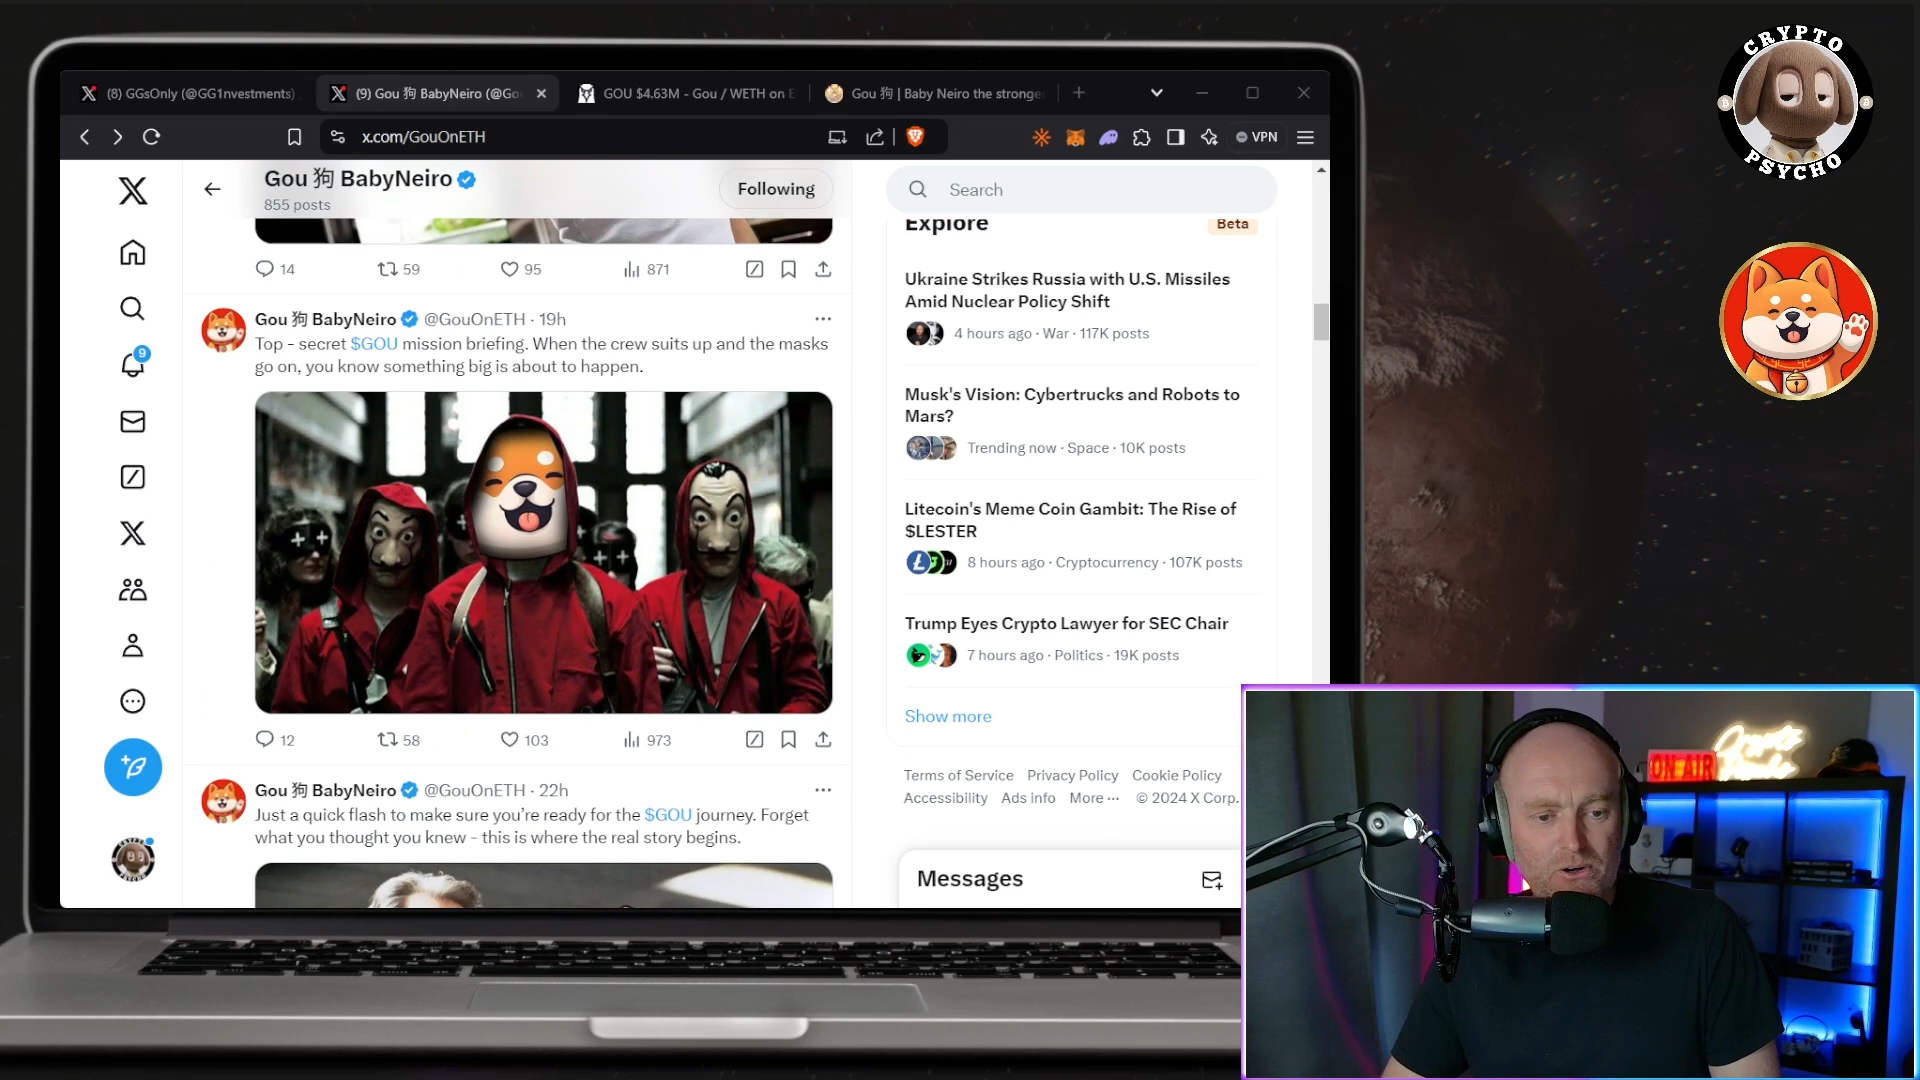 (8) GGsOnly (@GG1nvestments)
(9) Gou 狗 BabyNeiro (@Go
GOU $4.63M - Gou / WETH on E
Gou 狗 | Baby Neiro the stronge
x.com/GouOnETH
VPN
CRYPTO
PSYCHO
Gou 狗 BabyNeiro
855 posts
Following
Search
14 59 95 871
Gou 狗 BabyNeiro @GouOnETH · 19h
Top - secret $GOU mission briefing. When the crew suits up and the masks
go on, you know something big is about to happen.
12 58 103 973
Gou 狗 BabyNeiro @GouOnETH · 22h
Just a quick flash to make sure you’re ready for the $GOU journey. Forget
what you thought you knew - this is where the real story begins.
9
Explore
Beta
Ukraine Strikes Russia with U.S. Missiles
Amid Nuclear Policy Shift
4 hours ago · War · 117K posts
Musk's Vision: Cybertrucks and Robots to
Mars?
Trending now · Space · 10K posts
Litecoin's Meme Coin Gambit: The Rise of
$LESTER
8 hours ago · Cryptocurrency · 107K posts
Trump Eyes Crypto Lawyer for SEC Chair
7 hours ago · Politics · 19K posts
Show more
Terms of Service Privacy Policy Cookie Policy
Accessibility Ads info More ··· © 2024 X Corp.
Messages
ON AIR
Crypto